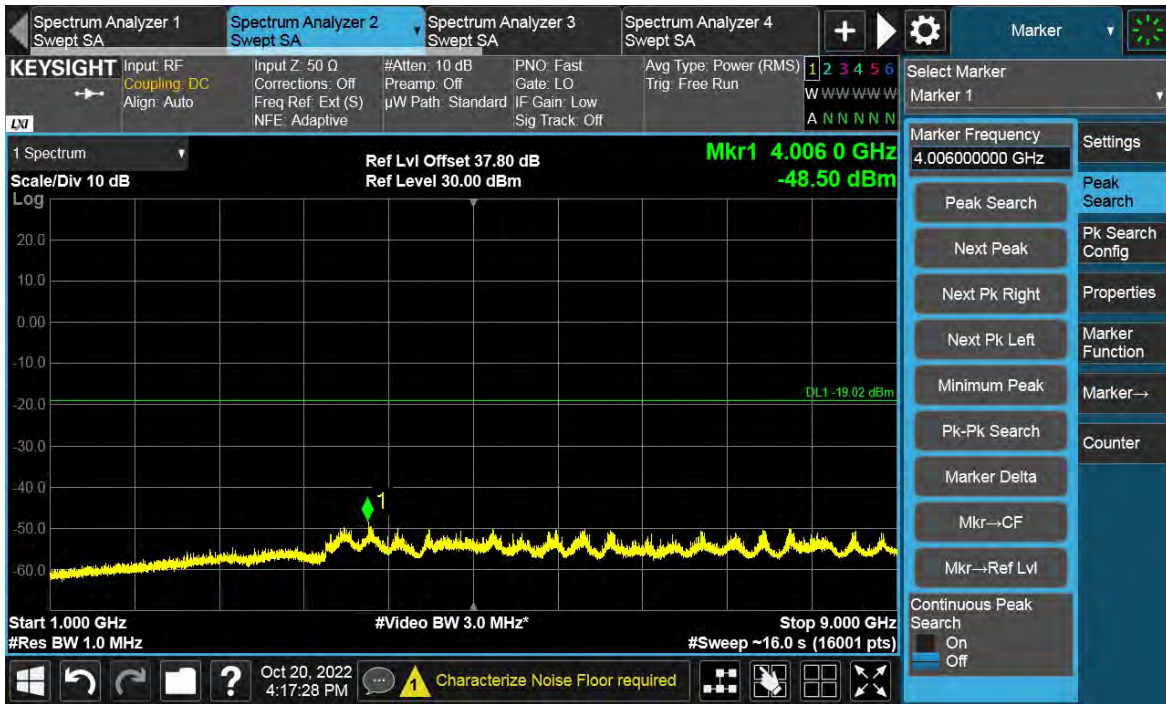 Spectrum Analyzer 1
Swept SA
Spectrum Analyzer 2
Swept SA
Spectrum Analyzer 3
Swept SA
Spectrum Analyzer 4
Swept SA
+
Marker
KEYSIGHT
LXI
Input: RF
Coupling: DC
Align: Auto
Input Z: 50 Ω
Corrections: Off
Freq Ref: Ext (S)
NFE: Adaptive
#Atten: 10 dB
Preamp: Off
µW Path: Standard
PNO: Fast
Gate: LO
IF Gain: Low
Sig Track: Off
Avg Type: Power (RMS)
Trig: Free Run
1 2 3 4 5 6
W W W W W W
A N N N N N
Select Marker
Marker 1
1 Spectrum
Scale/Div 10 dB
Log
Ref Lvl Offset 37.80 dB
Ref Level 30.00 dBm
Mkr1 4.006 0 GHz
-48.50 dBm
20.0
10.0
0.00
-10.0
-20.0
-30.0
-40.0
-50.0
-60.0
DL1 -19.02 dBm
1
Start 1.000 GHz
#Res BW 1.0 MHz
#Video BW 3.0 MHz*
Stop 9.000 GHz
#Sweep ~16.0 s (16001 pts)
Marker Frequency
4.006000000 GHz
Peak Search
Next Peak
Next Pk Right
Next Pk Left
Minimum Peak
Pk-Pk Search
Marker Delta
Mkr→CF
Mkr→Ref Lvl
Continuous Peak
Search
On
Off
Settings
Peak
Search
Pk Search
Config
Properties
Marker
Function
Marker→
Counter
?
Oct 20, 2022
4:17:28 PM
1
Characterize Noise Floor required